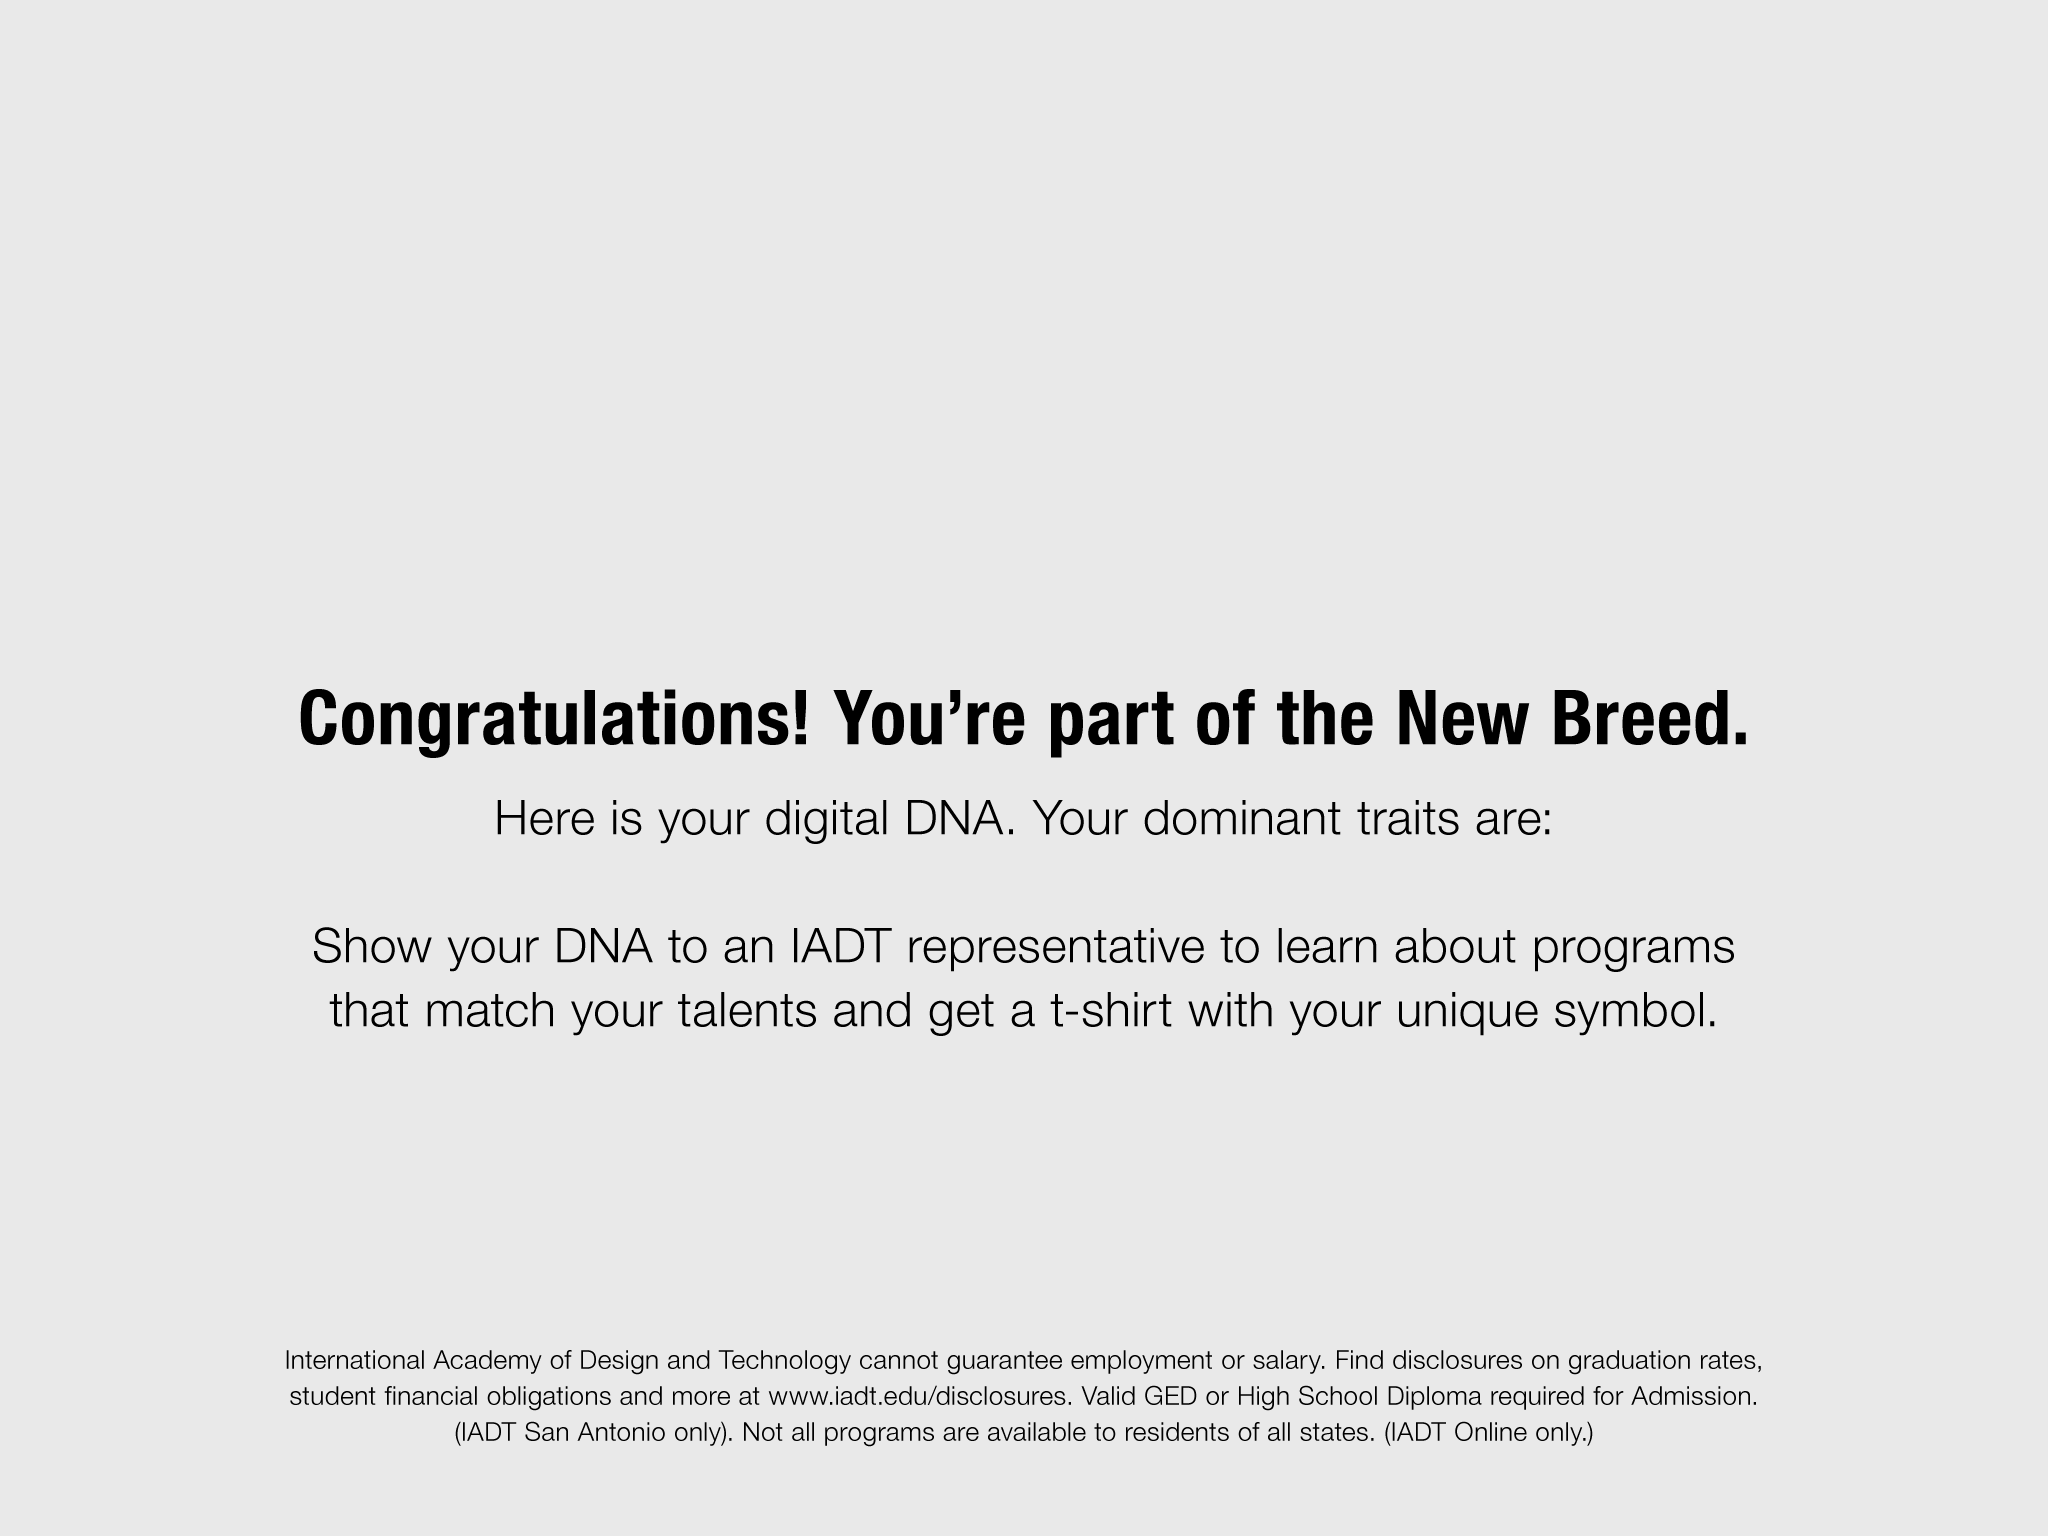 Congratulations! You’re part of the New Breed.
Here is your digital DNA. Your dominant traits are:
Show your DNA to an IADT representative to learn about programs
that match your talents and get a t-shirt with your unique symbol.
International Academy of Design and Technology cannot guarantee employment or salary. Find disclosures on graduation rates,
student financial obligations and more at www.iadt.edu/disclosures. Valid GED or High School Diploma required for Admission.
(IADT San Antonio only). Not all programs are available to residents of all states. (IADT Online only.)